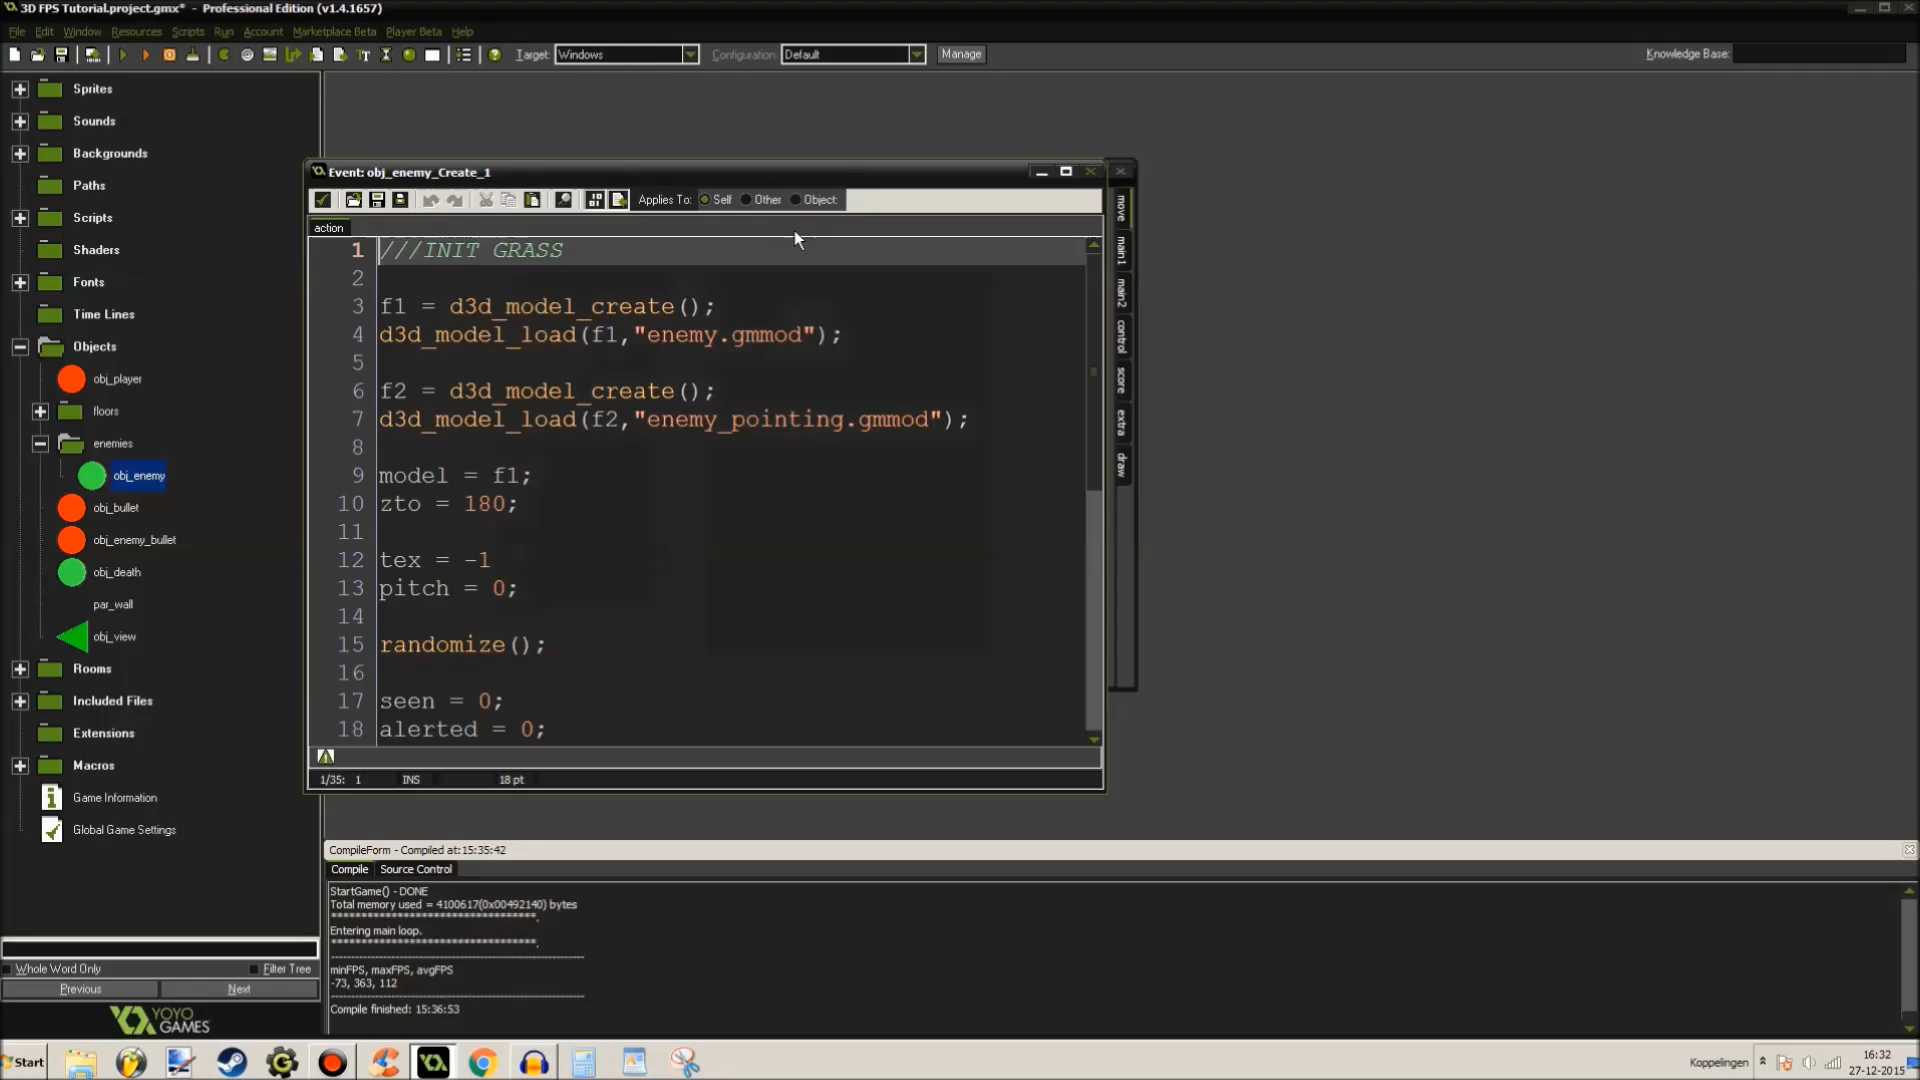 3D FPS Tutorial.project.gmx* - Professional Edition (v1.4.1657)
File Edit Window Resources Scripts Run Account Marketplace Beta Player Beta Help
Target: Windows Configuration: Default Manage Knowledge Base:
Sprites
Sounds
Backgrounds
Paths
Scripts
Shaders
Fonts
Time Lines
Objects
obj_player
floors
enemies
obj_enemy
obj_bullet
obj_enemy_bullet
obj_death
par_wall
obj_view
Rooms
Included Files
Extensions
Macros
Game Information
Global Game Settings
Whole Word Only Filter Tree
Previous Next
YOYO
GAMES
Event: obj_enemy_Create_1
Applies To: Self Other Object:
action
1 ///INIT GRASS
2
3 f1 = d3d_model_create();
4 d3d_model_load(f1,"enemy.gmmod");
5
6 f2 = d3d_model_create();
7 d3d_model_load(f2,"enemy_pointing.gmmod");
8
9 model = f1;
10 zto = 180;
11
12 tex = -1
13 pitch = 0;
14
15 randomize();
16
17 seen = 0;
18 alerted = 0;
1/35: 1 INS 18 pt
move
main1
main2
control
score
extra
draw
CompileForm - Compiled at:15:35:42
Compile Source Control
StartGame() - DONE
Total memory used = 4100617(0x00492140) bytes
************************************.
Entering main loop.
************************************.
----------------------------------------------------------------
minFPS, maxFPS, avgFPS
-73, 363, 112
----------------------------------------------------------------
Compile finished: 15:36:53
Start
Koppelingen
16:32
27-12-2015